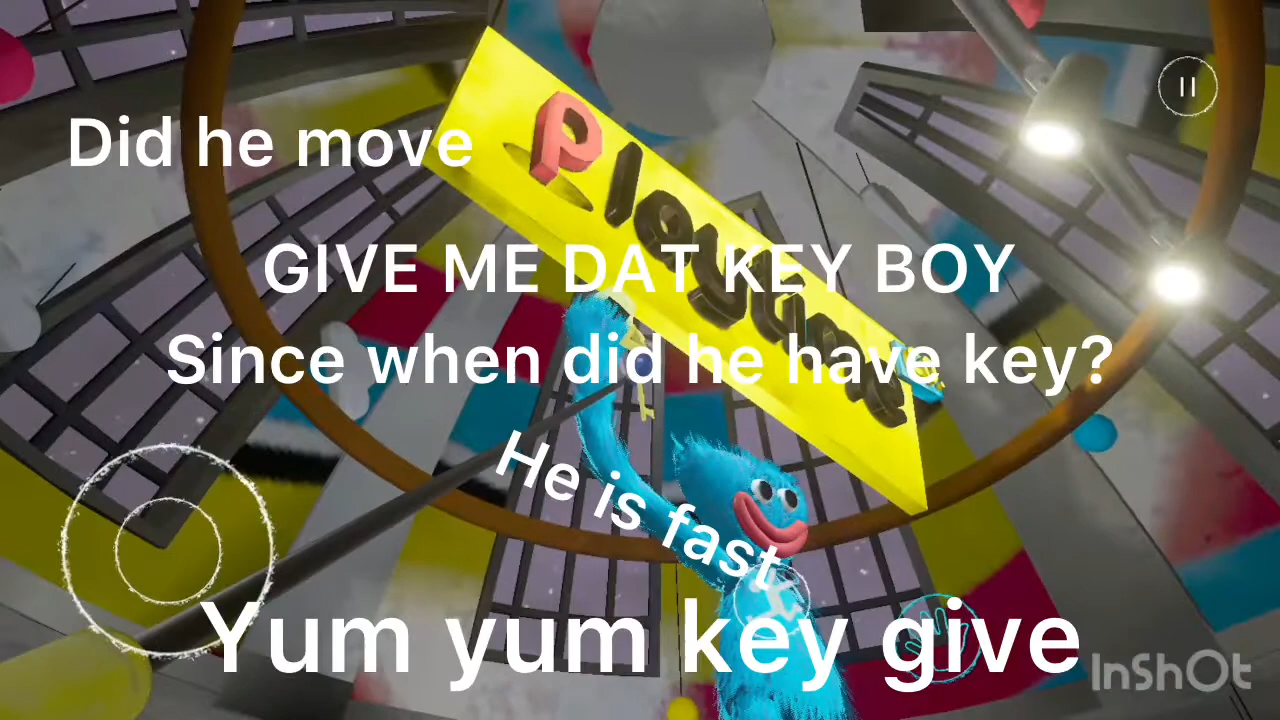 Did he move
Playtime
GIVE ME DAT KEY BOY
Since when did he have key?
He is fast
Yum yum key give
InShOt